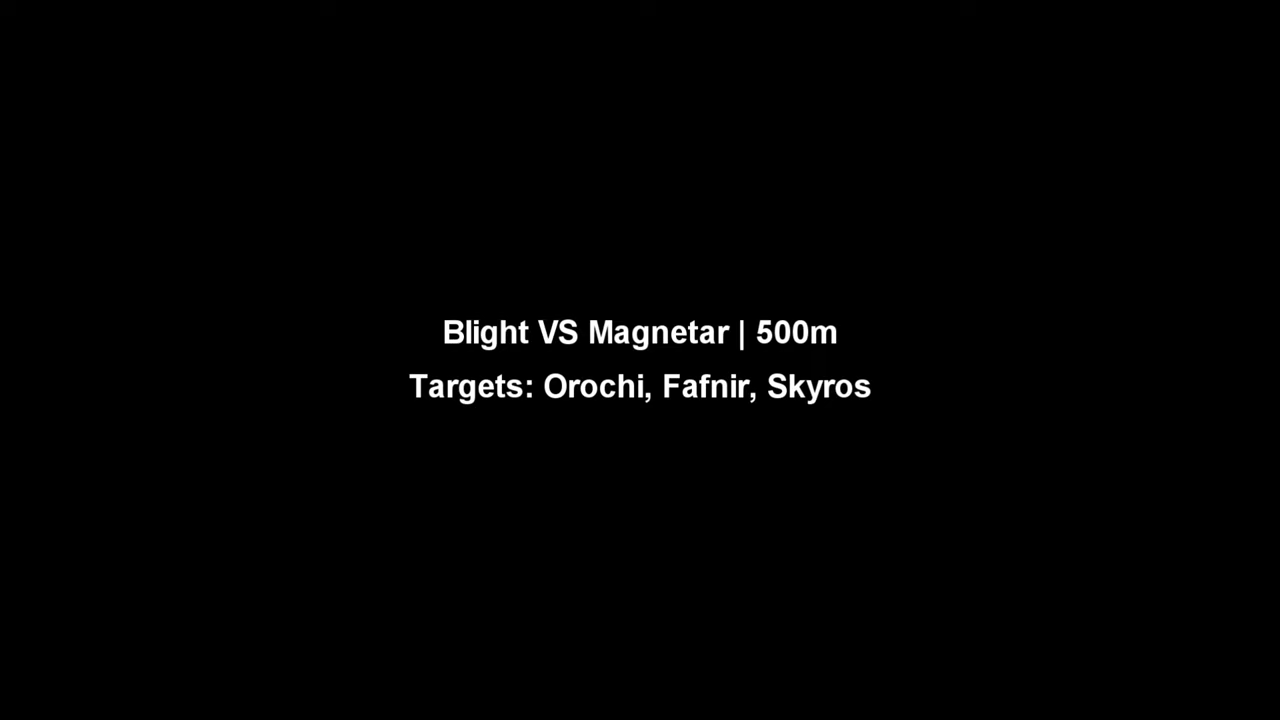 Blight VS Magnetar | 500m
Targets: Orochi, Fafnir, Skyros